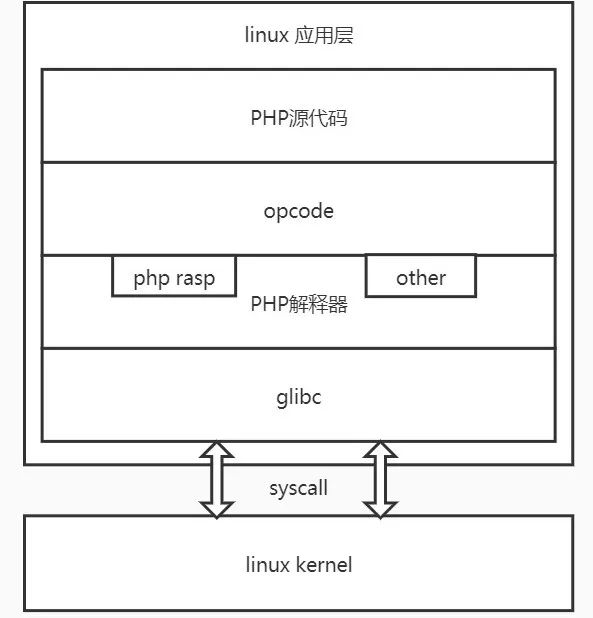 linux 应用层
PHP源代码
opcode
php rasp
other
PHP解释器
glibc
syscall
linux kernel